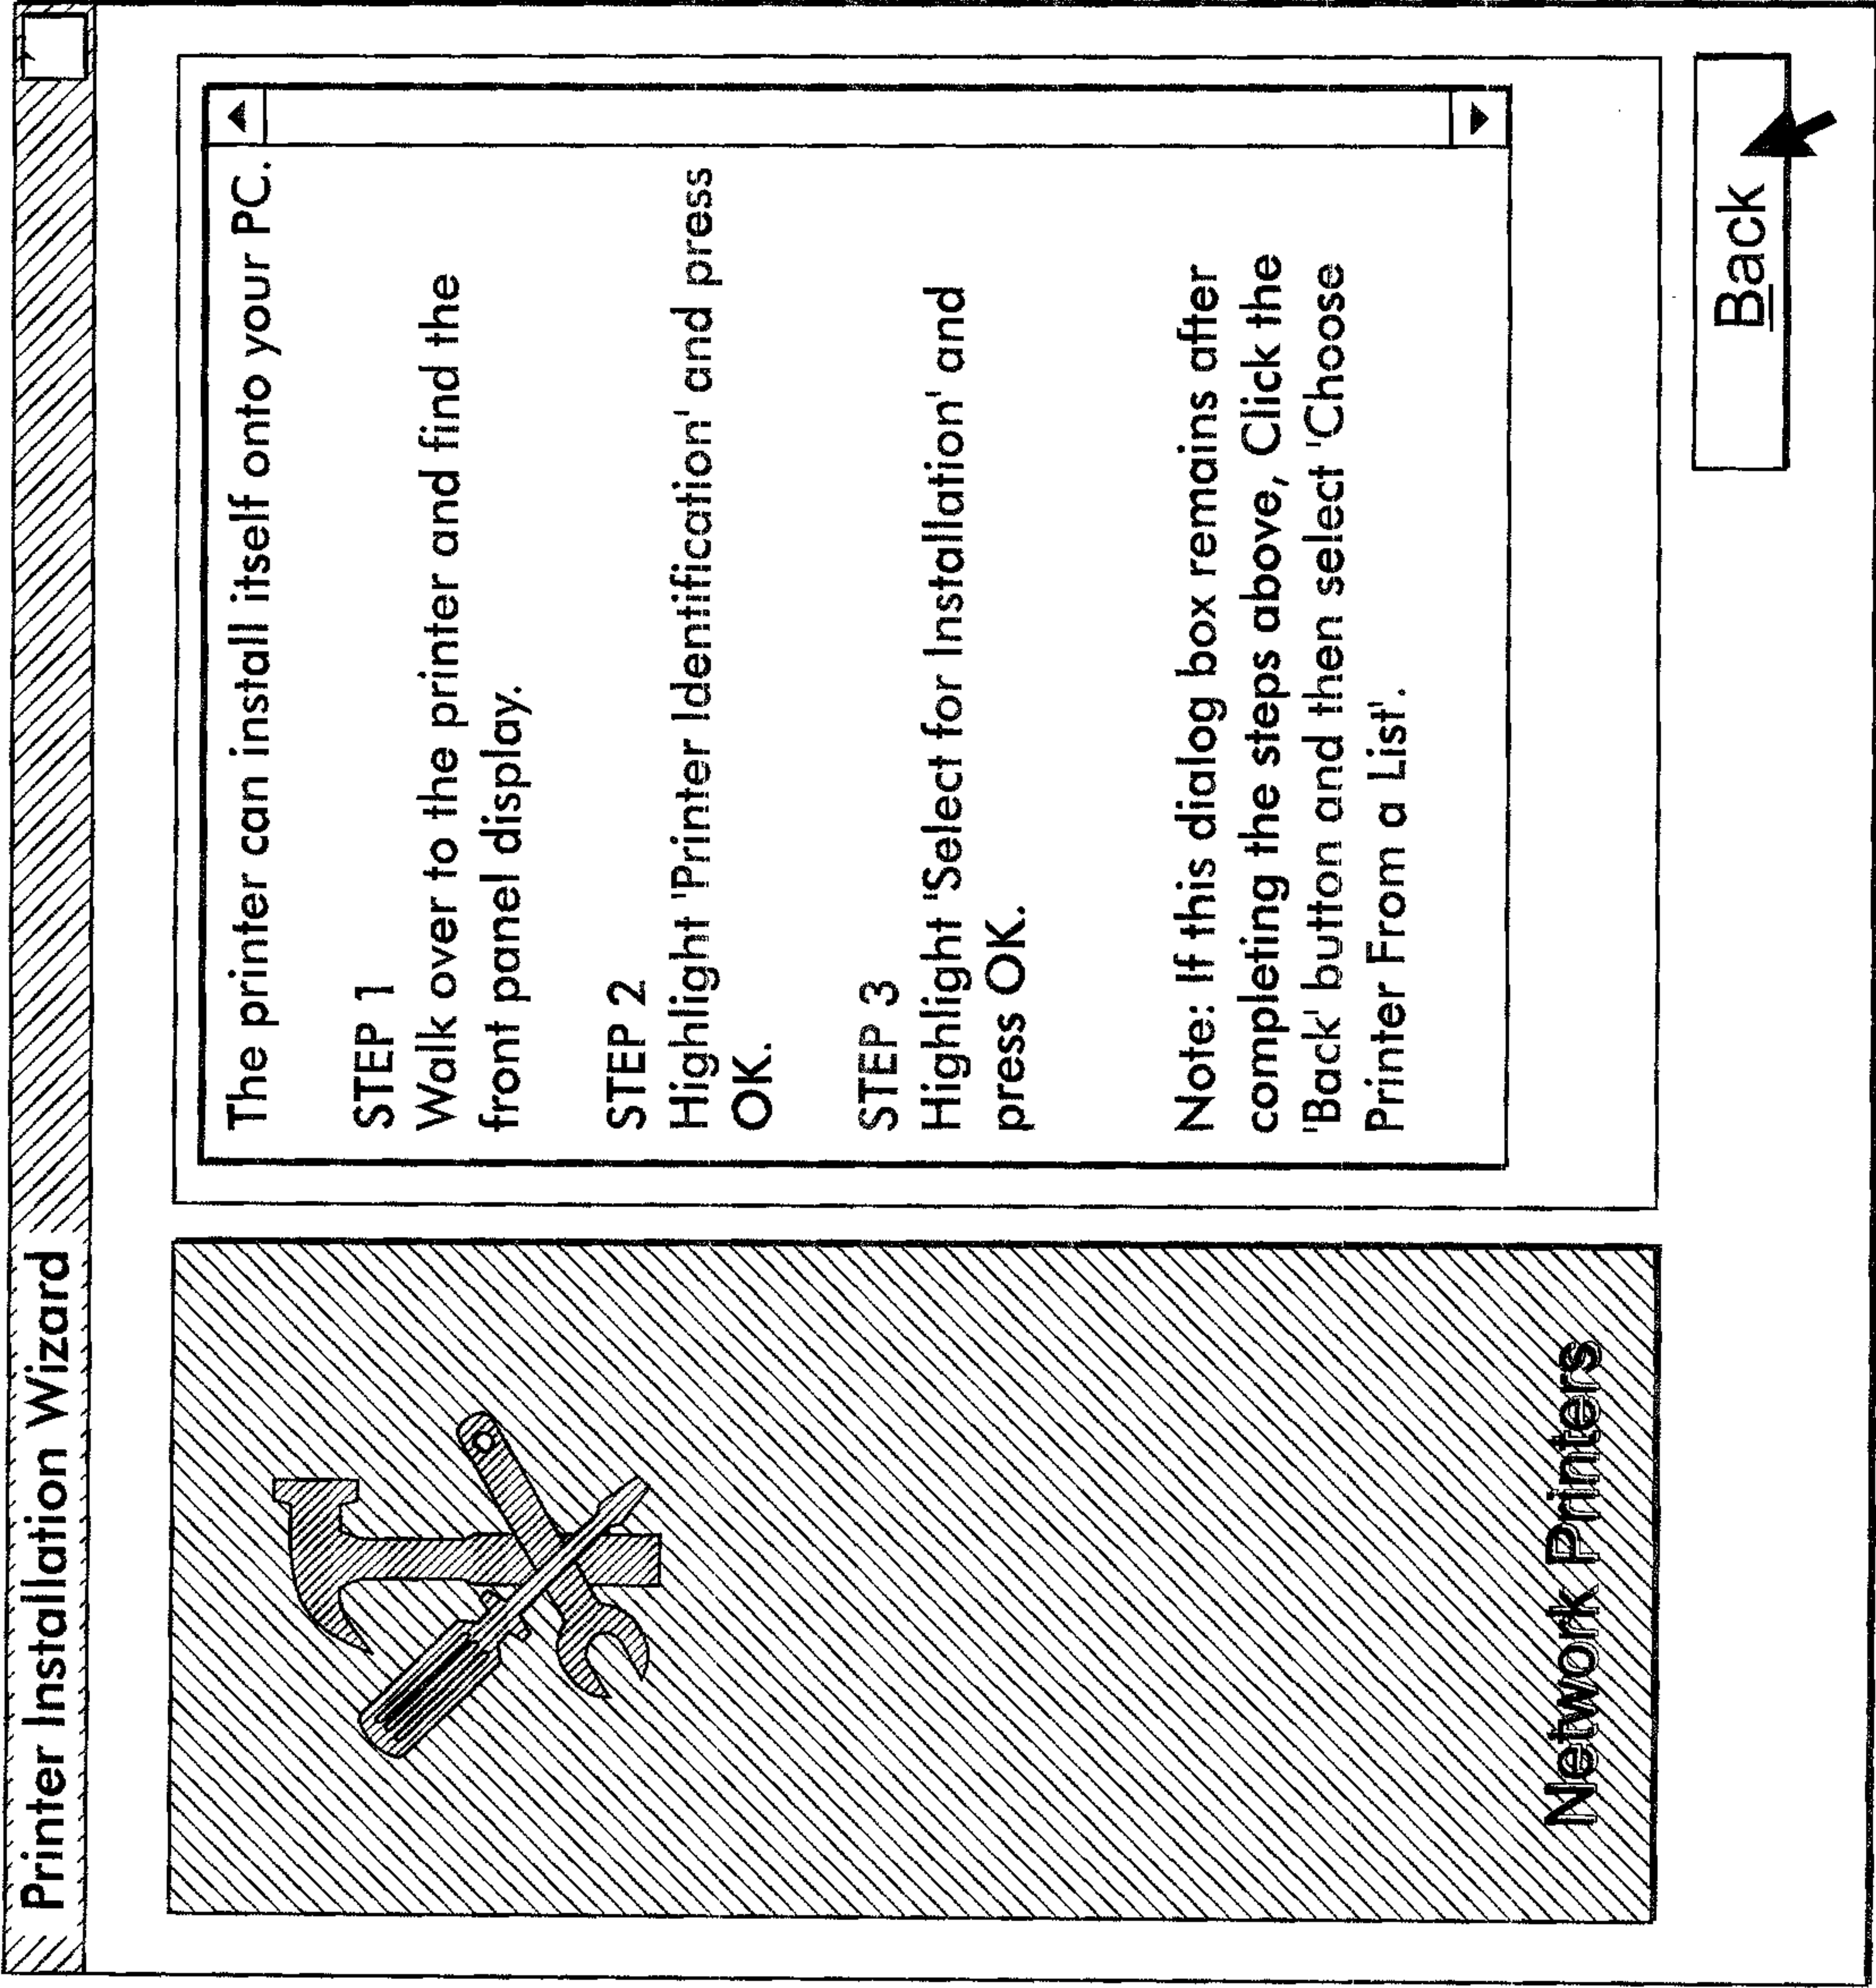 Printer Installation Wizard
The printer can install itself onto your PC.
STEP 1
Walk over to the printer and find the
front panel display.
STEP 2
Highlight 'Printer Identification' and press
OK.
STEP 3
Highlight 'Select for Installation' and
press OK.
Note: If this dialog box remains after
completing the steps above, Click the
'Back' button and then select 'Choose
Printer From a List'.
Network Printers
Back